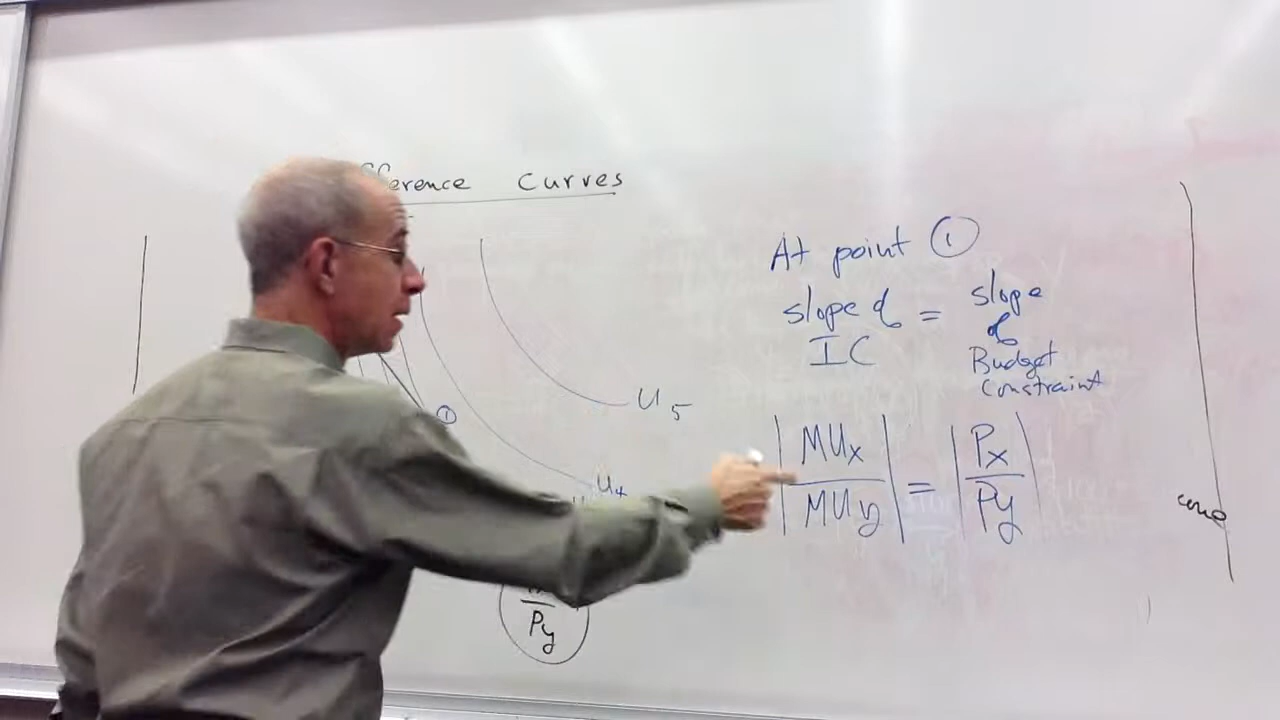 fference Curves
At point ①
slope of = slope
of
IC
Budget
Constraint
①
U5
|MUx| = |Px|
|MUy| |Py|
U4
Py